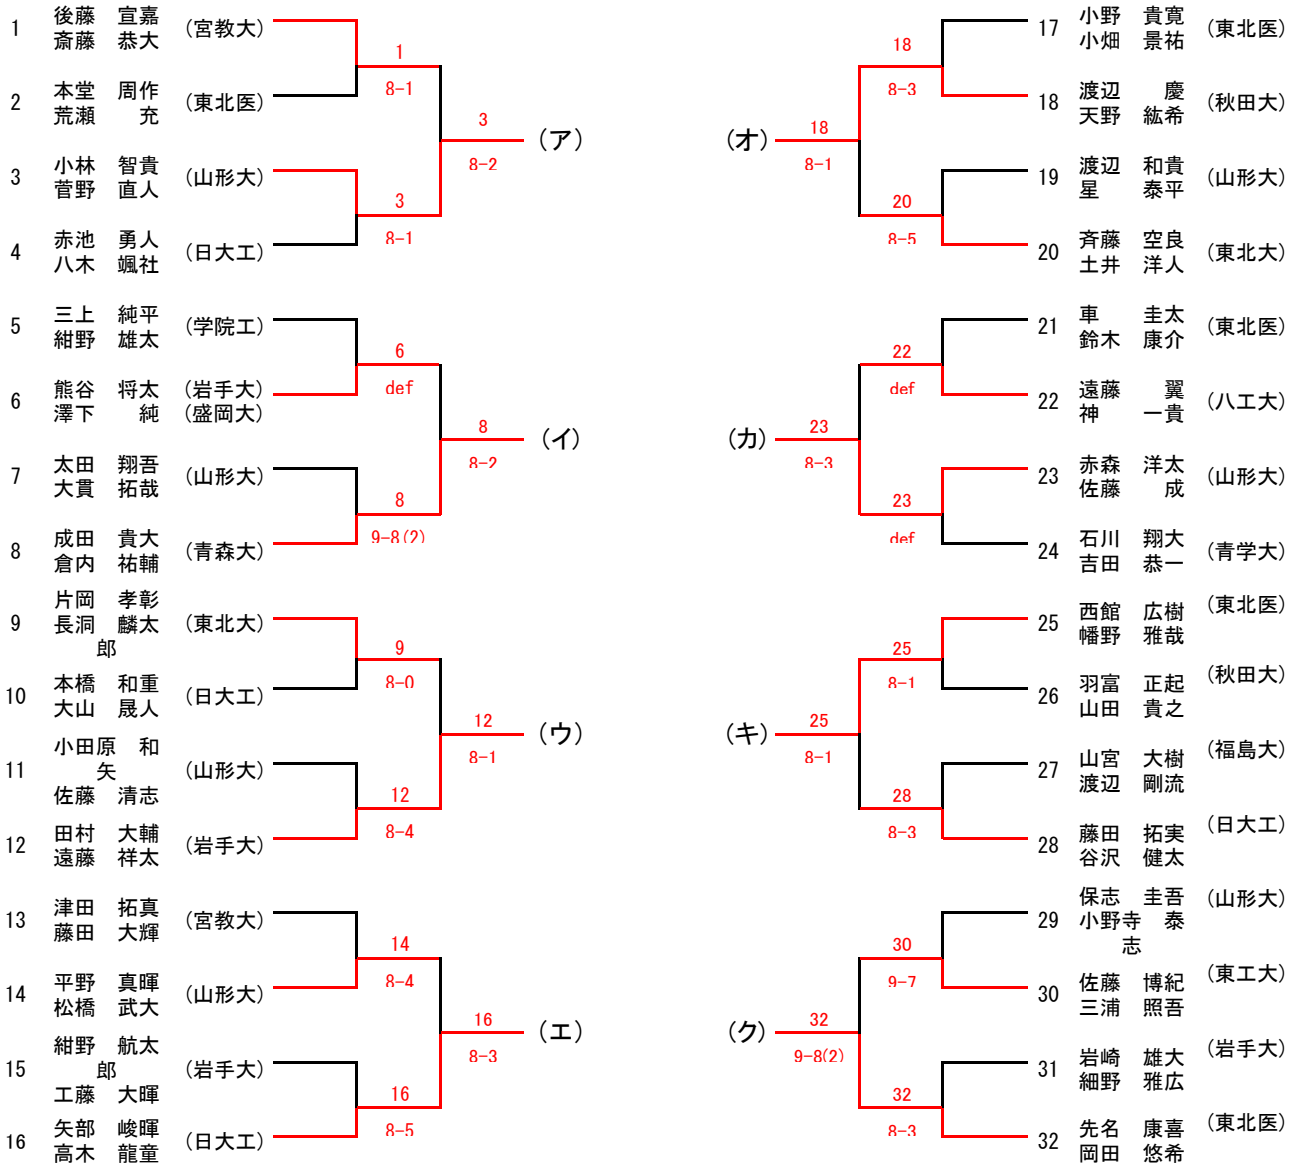 1 後藤 宣嘉 (宮教大)
斎藤 恭大
1
8-1
2 本堂 周作 (東北医)
荒瀬 充
3
8-2
(ア)
3 小林 智貴 (山形大)
菅野 直人
3
8-1
4 赤池 勇人 (日大工)
八木 颯社
5 三上 純平 (学院工)
紺野 雄太
6
def
6 熊谷 将太 (岩手大)
澤下 純 (盛岡大)
8
8-2
(イ)
7 太田 翔吾 (山形大)
大貫 拓哉
8
9-8(2)
8 成田 貴大 (青森大)
倉内 祐輔
9 片岡 孝彰 (東北大)
長洞 麟太
郎
9
8-0
10 本橋 和重 (日大工)
大山 晟人
12
8-1
(ウ)
11 小田原 和 (山形大)
矢
佐藤 清志
12
8-4
12 田村 大輔 (岩手大)
遠藤 祥太
13 津田 拓真 (宮教大)
藤田 大輝
14
8-4
14 平野 真暉 (山形大)
松橋 武大
16
8-3
(エ)
15 紺野 航太 (岩手大)
郎
工藤 大暉
16
8-5
16 矢部 峻暉 (日大工)
高木 龍童
17 小野 貴寛 (東北医)
小畑 景祐
18
8-3
18 渡辺 慶 (秋田大)
天野 紘希
(オ)
18
8-1
19 渡辺 和貴 (山形大)
星 泰平
20
8-5
20 斉藤 空良 (東北大)
土井 洋人
21 車 圭太 (東北医)
鈴木 康介
22
def
22 遠藤 翼 (八工大)
神 一貴
(カ)
23
8-3
23 赤森 洋太 (山形大)
佐藤 成
23
def
24 石川 翔大 (青学大)
吉田 恭一
25 西館 広樹 (東北医)
幡野 雅哉
25
8-1
26 羽富 正起 (秋田大)
山田 貴之
(キ)
25
8-1
27 山宮 大樹 (福島大)
渡辺 剛流
28
8-3
28 藤田 拓実 (日大工)
谷沢 健太
29 保志 圭吾 (山形大)
小野寺 泰
志
30
9-7
30 佐藤 博紀 (東工大)
三浦 照吾
(ク)
32
9-8(2)
31 岩崎 雄大 (岩手大)
細野 雅広
32
8-3
32 先名 康喜 (東北医)
岡田 悠希